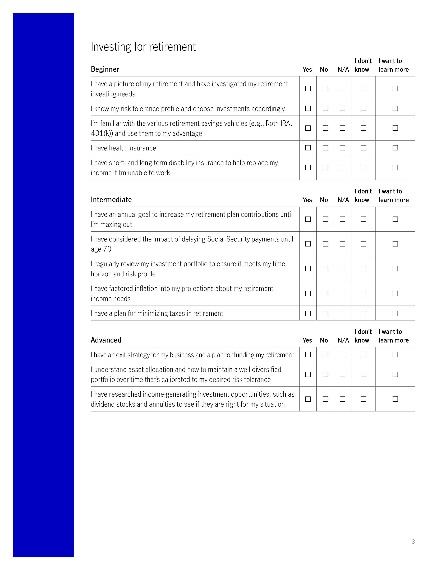 Investing for retirement
Beginner Yes No N/A I don't know I want to learn more
I have a picture of my retirement and have investigated my retirement
investing needs
I know my risk tolerance profile and choose investments accordingly
I'm familiar with the various retirement savings vehicles (e.g., Roth IRA,
401(k)) and use them to my advantage
I have health insurance
I have short- and long-term disability insurance to help replace my
income if I'm unable to work
Intermediate Yes No N/A I don't know I want to learn more
I have an annual goal to increase my retirement plan contributions until
I'm maxing out
I have considered the impact of delaying Social Security payments until
age 70
I regularly review my investment portfolio to ensure it meets my time
horizon and risk profile
I have factored inflation into my projections about my retirement
income needs
I have a plan for minimizing taxes in retirement
Advanced Yes No N/A I don't know I want to learn more
I have an exit strategy for my business and a plan for funding my retirement
I understand asset allocation and how to maintain a well-diversified
portfolio over time that's calibrated to my desired risk tolerance
I have researched income-generating investment opportunities, such as
dividend stocks and annuities to see if they are right for my situation
3